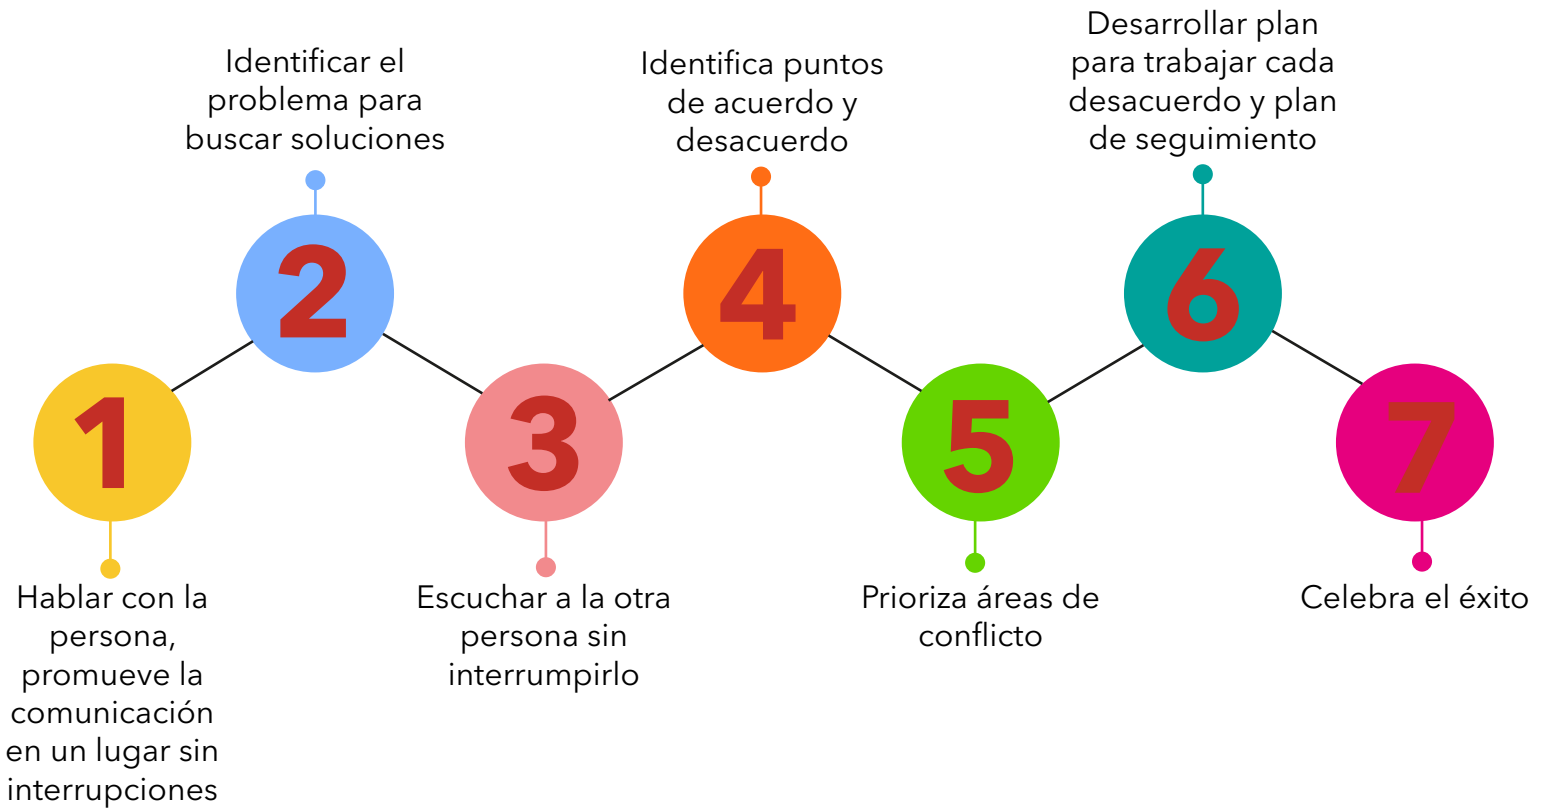 1
Hablar con la
persona,
promueve la
comunicación
en un lugar sin
interrupciones
2
Identificar el
problema para
buscar soluciones
3
Escuchar a la otra
persona sin
interrumpirlo
4
Identifica puntos
de acuerdo y
desacuerdo
5
Prioriza áreas de
conflicto
6
Desarrollar plan
para trabajar cada
desacuerdo y plan
de seguimiento
7
Celebra el éxito